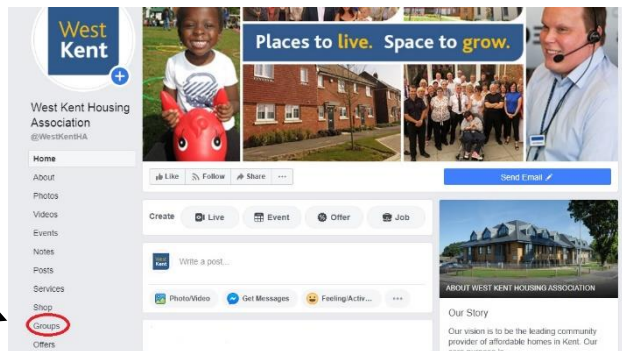 West
Kent
Places to live. Space to grow.
West Kent Housing
Association
@WestKentHA
Home
About
Photos
Videos
Events
Notes
Posts
Services
Shop
Groups
Offers
Like Follow Share ...
Send Email
Create Live Event Offer Job
West
Kent
Write a post...
Photo/Video Get Messages Feeling/Activ... ...
ABOUT WEST KENT HOUSING ASSOCIATION
Our Story
Our vision is to be the leading community
provider of affordable homes in Kent. Our